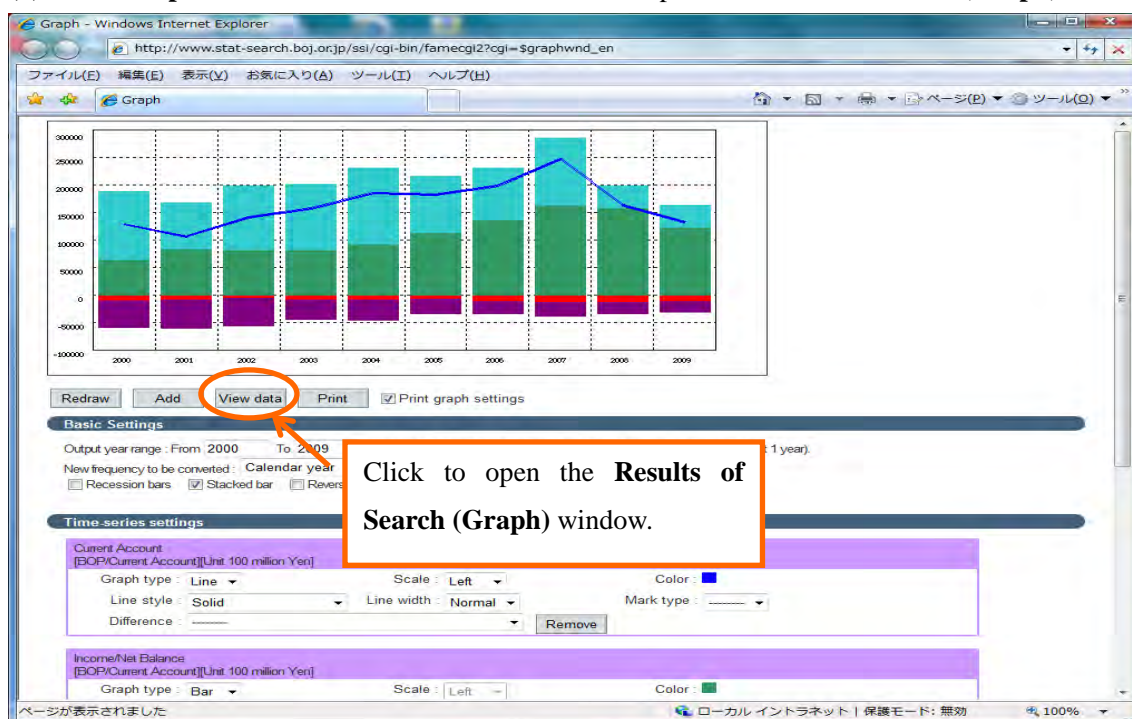 Graph - Windows Internet Explorer
http://www.stat-search.boj.or.jp/ssi/cgi-bin/famecgi2?cgi=$graphwnd_en
ファイル(F) 編集(E) 表示(V) お気に入り(A) ツール(I) ヘルプ(H)
Graph ページ(P) ツール(O)
300000
250000
200000
150000
100000
50000
0
-50000
-100000
2000 2001 2002 2003 2004 2005 2006 2007 2008 2009
Redraw Add View data Print Print graph settings
Basic Settings
Output year range : From 2000 To 2009 1 year).
New frequency to be converted : Calendar year
Recession bars Stacked bar Revers
Click to open the Results of
Search (Graph) window.
Time-series settings
Current Account
[BOP/Current Account][Unit 100 million Yen]
Graph type : Line Scale : Left Color :
Line style : Solid Line width : Normal Mark type : --------
Difference : -------- Remove
Income/Net Balance
[BOP/Current Account][Unit 100 million Yen]
Graph type : Bar Scale : Left Color :
ページが表示されました ローカル イントラネット | 保護モード: 無効 100%